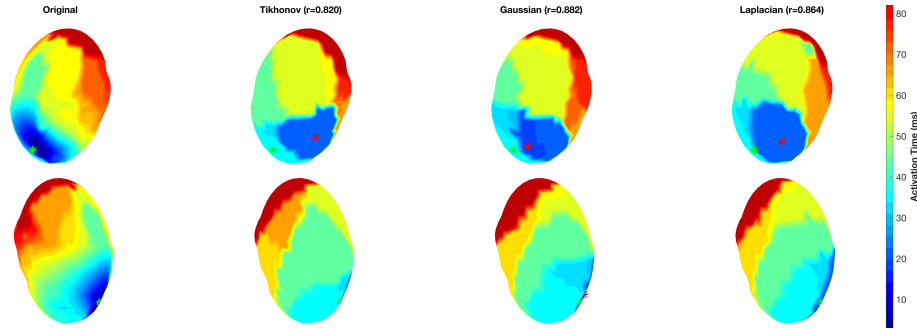 Original
Tikhonov (r=0.820)
Gaussian (r=0.882)
Laplacian (r=0.864)
80
70
60
50
40
30
20
10
Activation Time (ms)